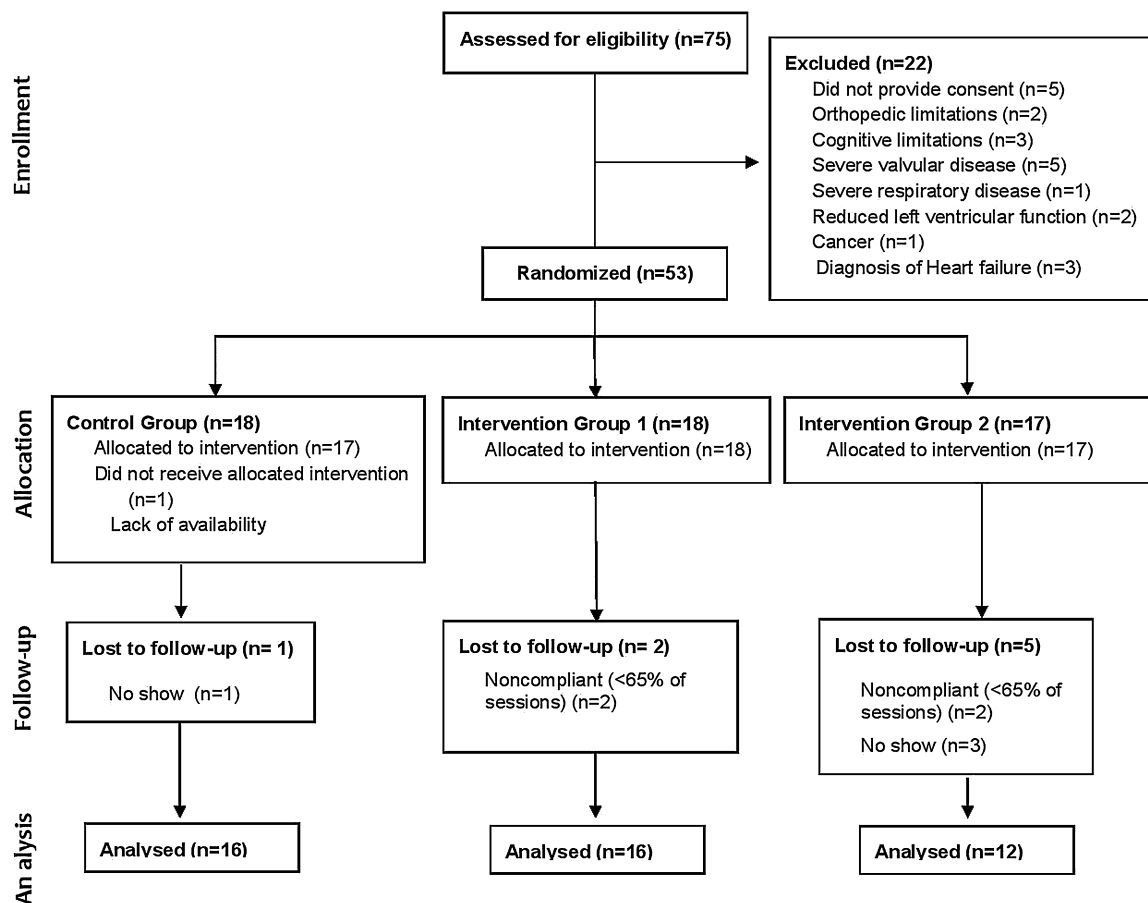 Enrollment
Assessed for eligibility (n=75)
Excluded (n=22)
Did not provide consent (n=5)
Orthopedic limitations (n=2)
Cognitive limitations (n=3)
Severe valvular disease (n=5)
Severe respiratory disease (n=1)
Reduced left ventricular function (n=2)
Cancer (n=1)
Diagnosis of Heart failure (n=3)
Randomized (n=53)
Allocation
Control Group (n=18)
Allocated to intervention (n=17)
Did not receive allocated intervention
(n=1)
Lack of availability
Intervention Group 1 (n=18)
Allocated to intervention (n=18)
Intervention Group 2 (n=17)
Allocated to intervention (n=17)
Follow-up
Lost to follow-up (n= 1)
No show (n=1)
Lost to follow-up (n= 2)
Noncompliant (<65% of
sessions) (n=2)
Lost to follow-up (n=5)
Noncompliant (<65% of
sessions) (n=2)
No show (n=3)
An alysis
Analysed (n=16)
Analysed (n=16)
Analysed (n=12)